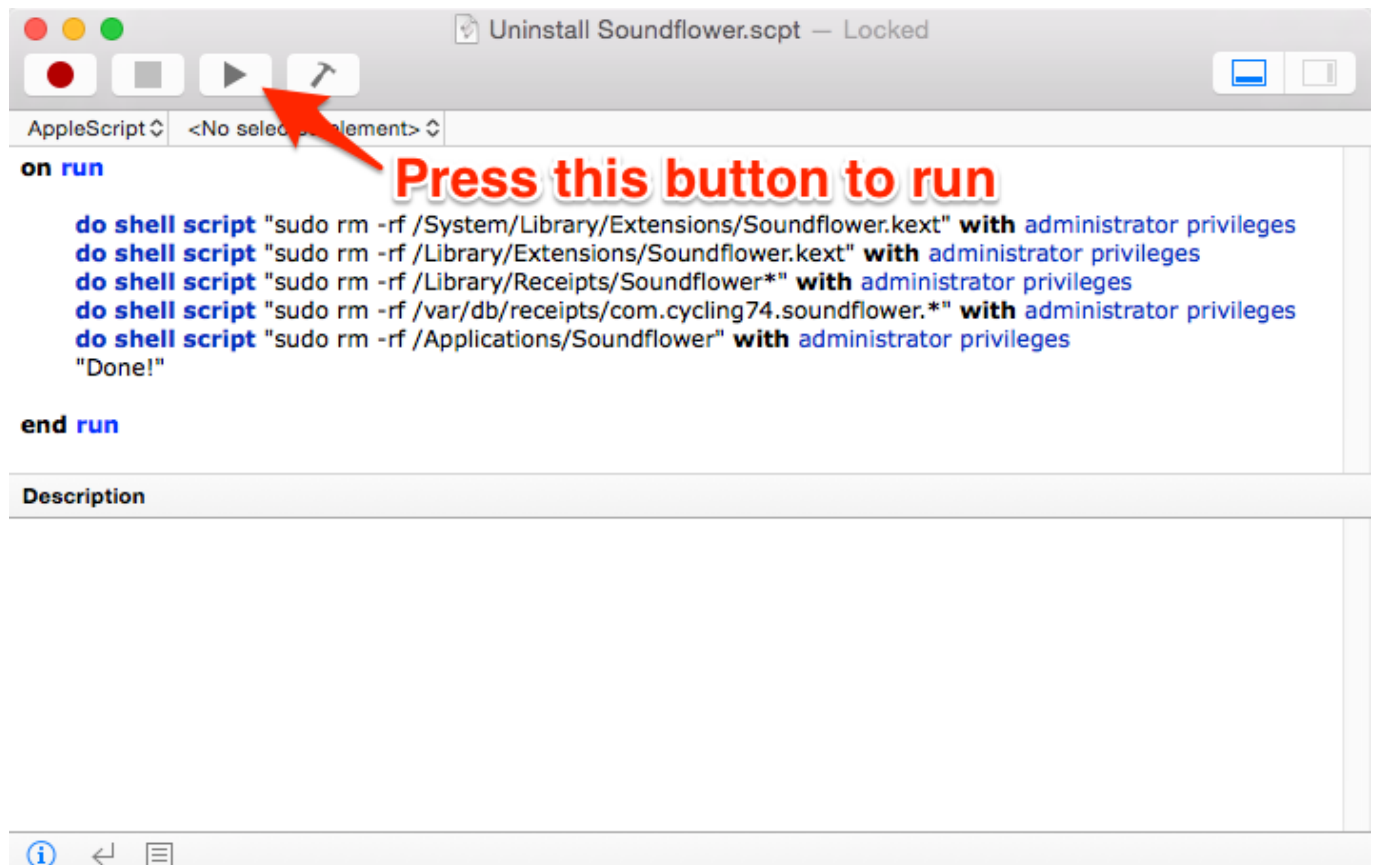 Uninstall Soundflower.scpt — Locked
AppleScript <No selec element>
Press this button to run
on run
do shell script "sudo rm -rf /System/Library/Extensions/Soundflower.kext" with administrator privileges
do shell script "sudo rm -rf /Library/Extensions/Soundflower.kext" with administrator privileges
do shell script "sudo rm -rf /Library/Receipts/Soundflower*" with administrator privileges
do shell script "sudo rm -rf /var/db/receipts/com.cycling74.soundflower.*" with administrator privileges
do shell script "sudo rm -rf /Applications/Soundflower" with administrator privileges
"Done!"
end run
Description